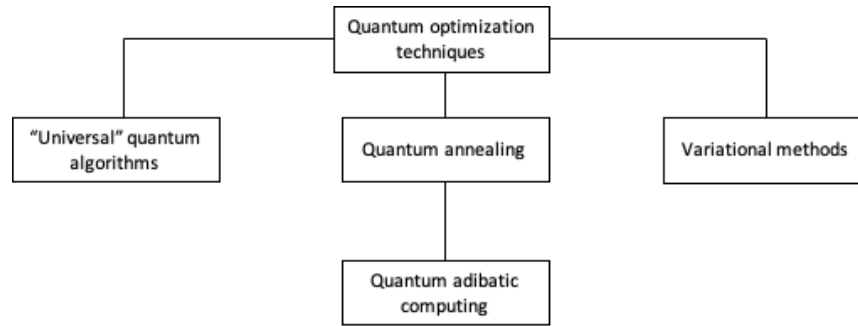 Quantum optimization
techniques
“Universal” quantum
algorithms
Quantum annealing
Variational methods
Quantum adibatic
computing